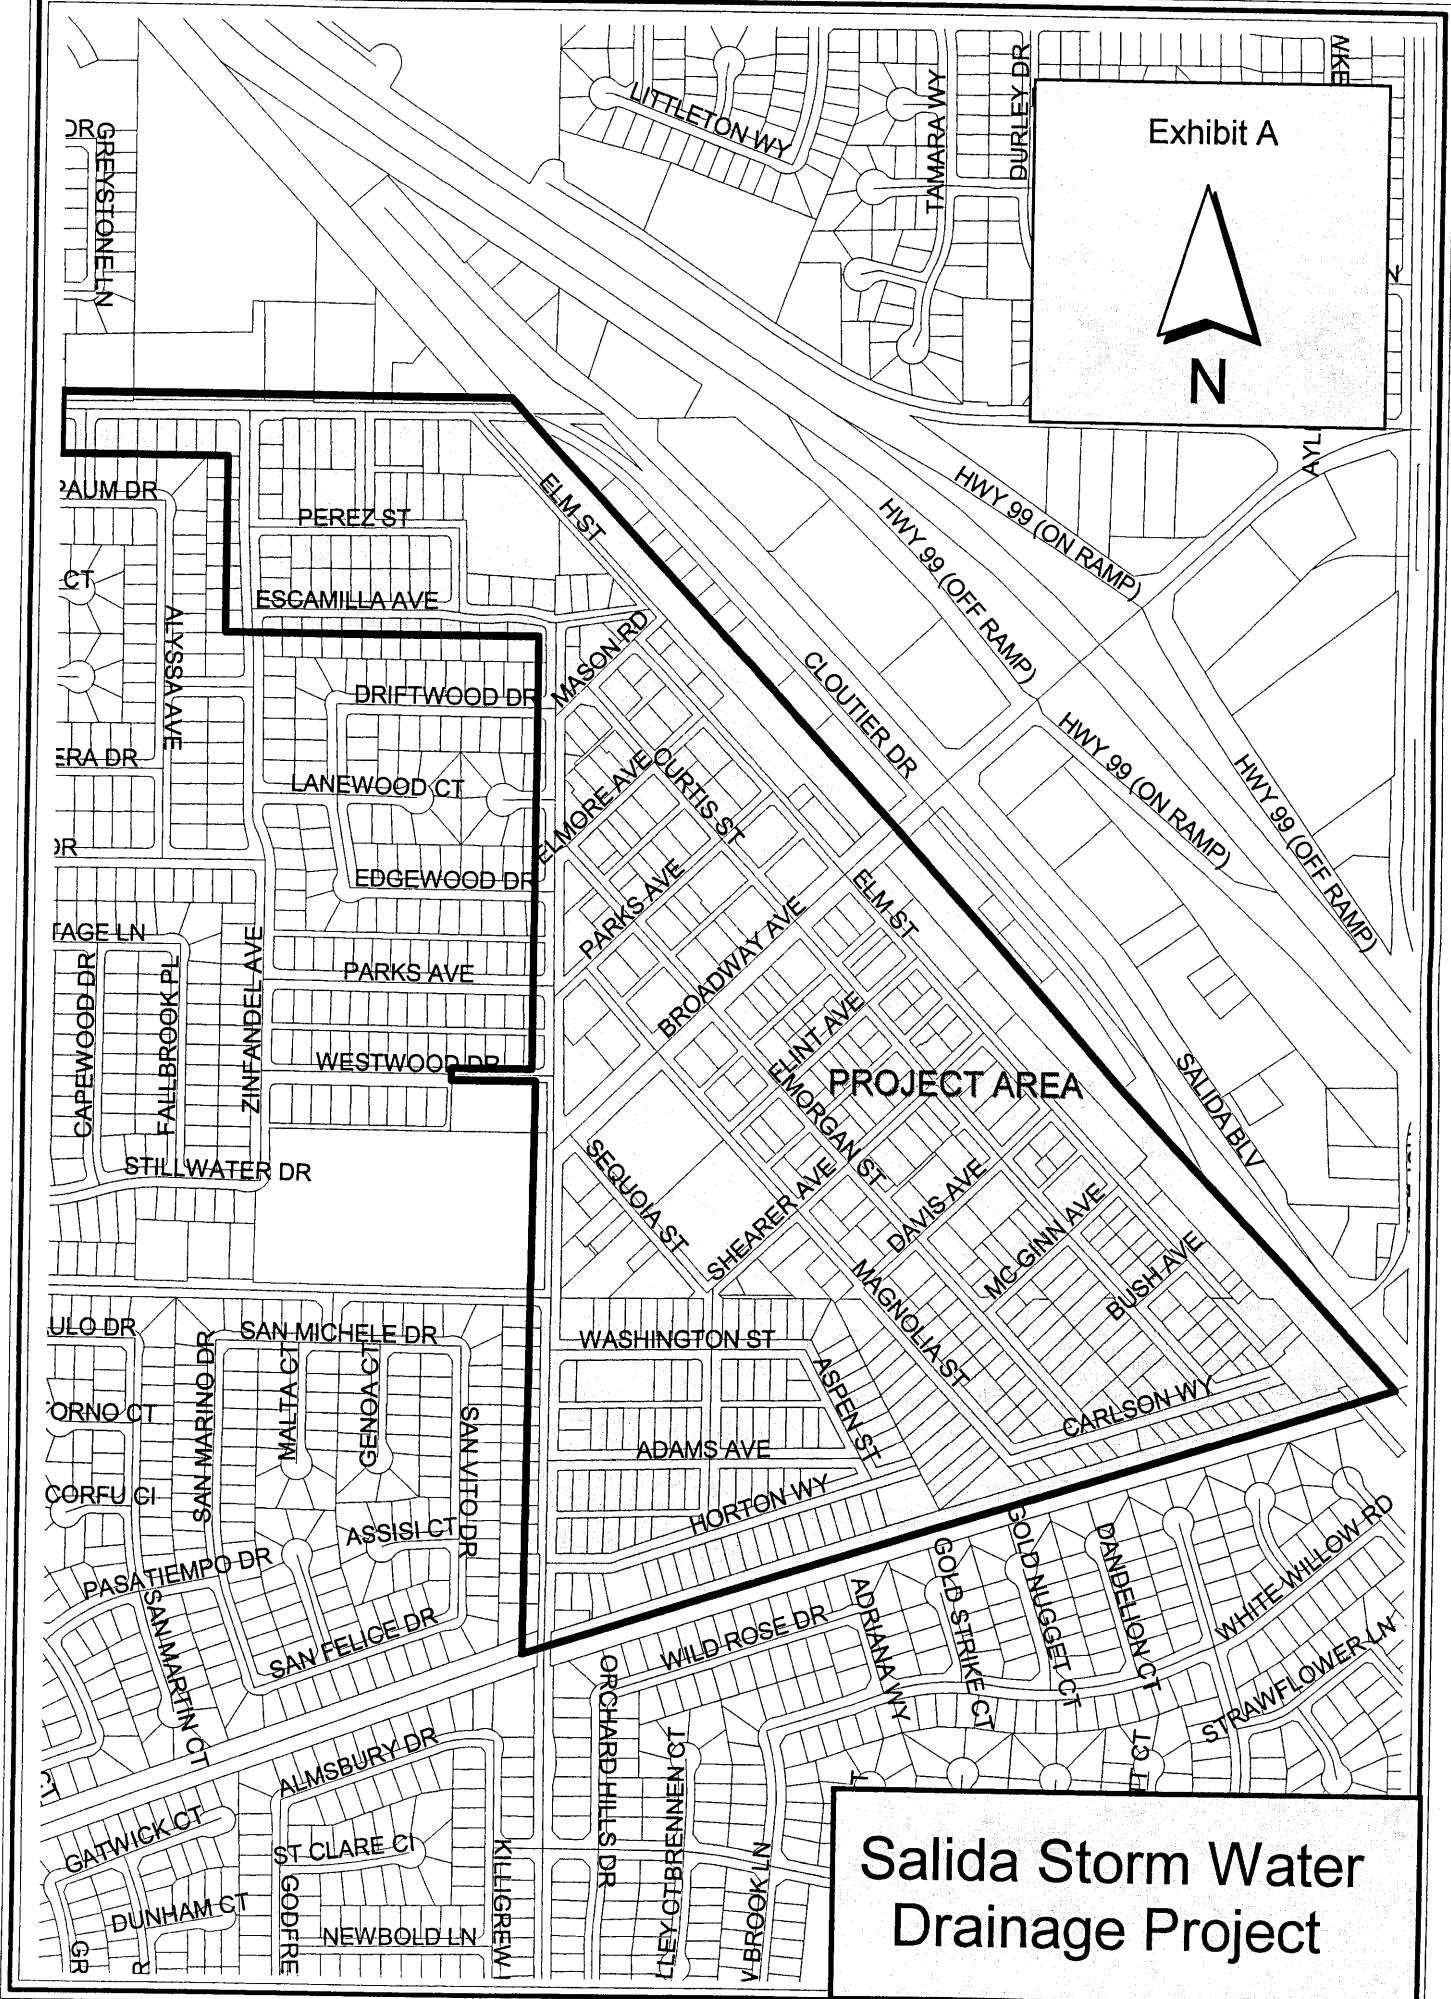 Exhibit A
N
LITTLETON WY
TAMARA WY
DURLEY DR
GREYSTONE LN
HWY 99 (ON RAMP)
HWY 99 (OFF RAMP)
ELM ST
PEREZ ST
ESCAMILLA AVE
MASON RD
ALYSSA AVE
DRIFTWOOD DR
CLOUTIER DR
HWY 99 (ON RAMP)
HWY 99 (OFF RAMP)
LANEWOOD CT
ELMORE AVE
CURTIS ST
EDGEWOOD DR
PARKS AVE
ELM ST
BROADWAY AVE
CAPEWOOD DR
FALLBROOK PL
ZINFANDEL AVE
PARKS AVE
FLINT AVE
WESTWOOD DR
PROJECT AREA
SALIDA BLV
E MORGAN ST
STILLWATER DR
SEQUOIA ST
SHEARER AVE
DAVIS AVE
MC GINN AVE
BUSH AVE
MAGNOLIA ST
SAN MICHELE DR
WASHINGTON ST
SAN MARINO DR
MALTA CT
GENOA CT
SAN VITO DR
ASPEN ST
CARLSON WY
ADAMS AVE
CORFU CI
HORTON WY
ASSISI CT
PASATIEMPO DR
SAN MARTIN CT
SAN FELICE DR
WILD ROSE DR
ADRIANA WY
GOLD STRIKE CT
GOLD NUGGET CT
DANDELION CT
WHITE WILLOW RD
STRAWFLOWER LN
ORCHARD HILLS DR
ALMSBURY DR
BRENNEN CT
GATWICK CT
ST CLARE CI
DUNHAM CT
GODFRE
NEWBOLD LN
KILLIGREW
BROOK LN
Salida Storm Water
Drainage Project